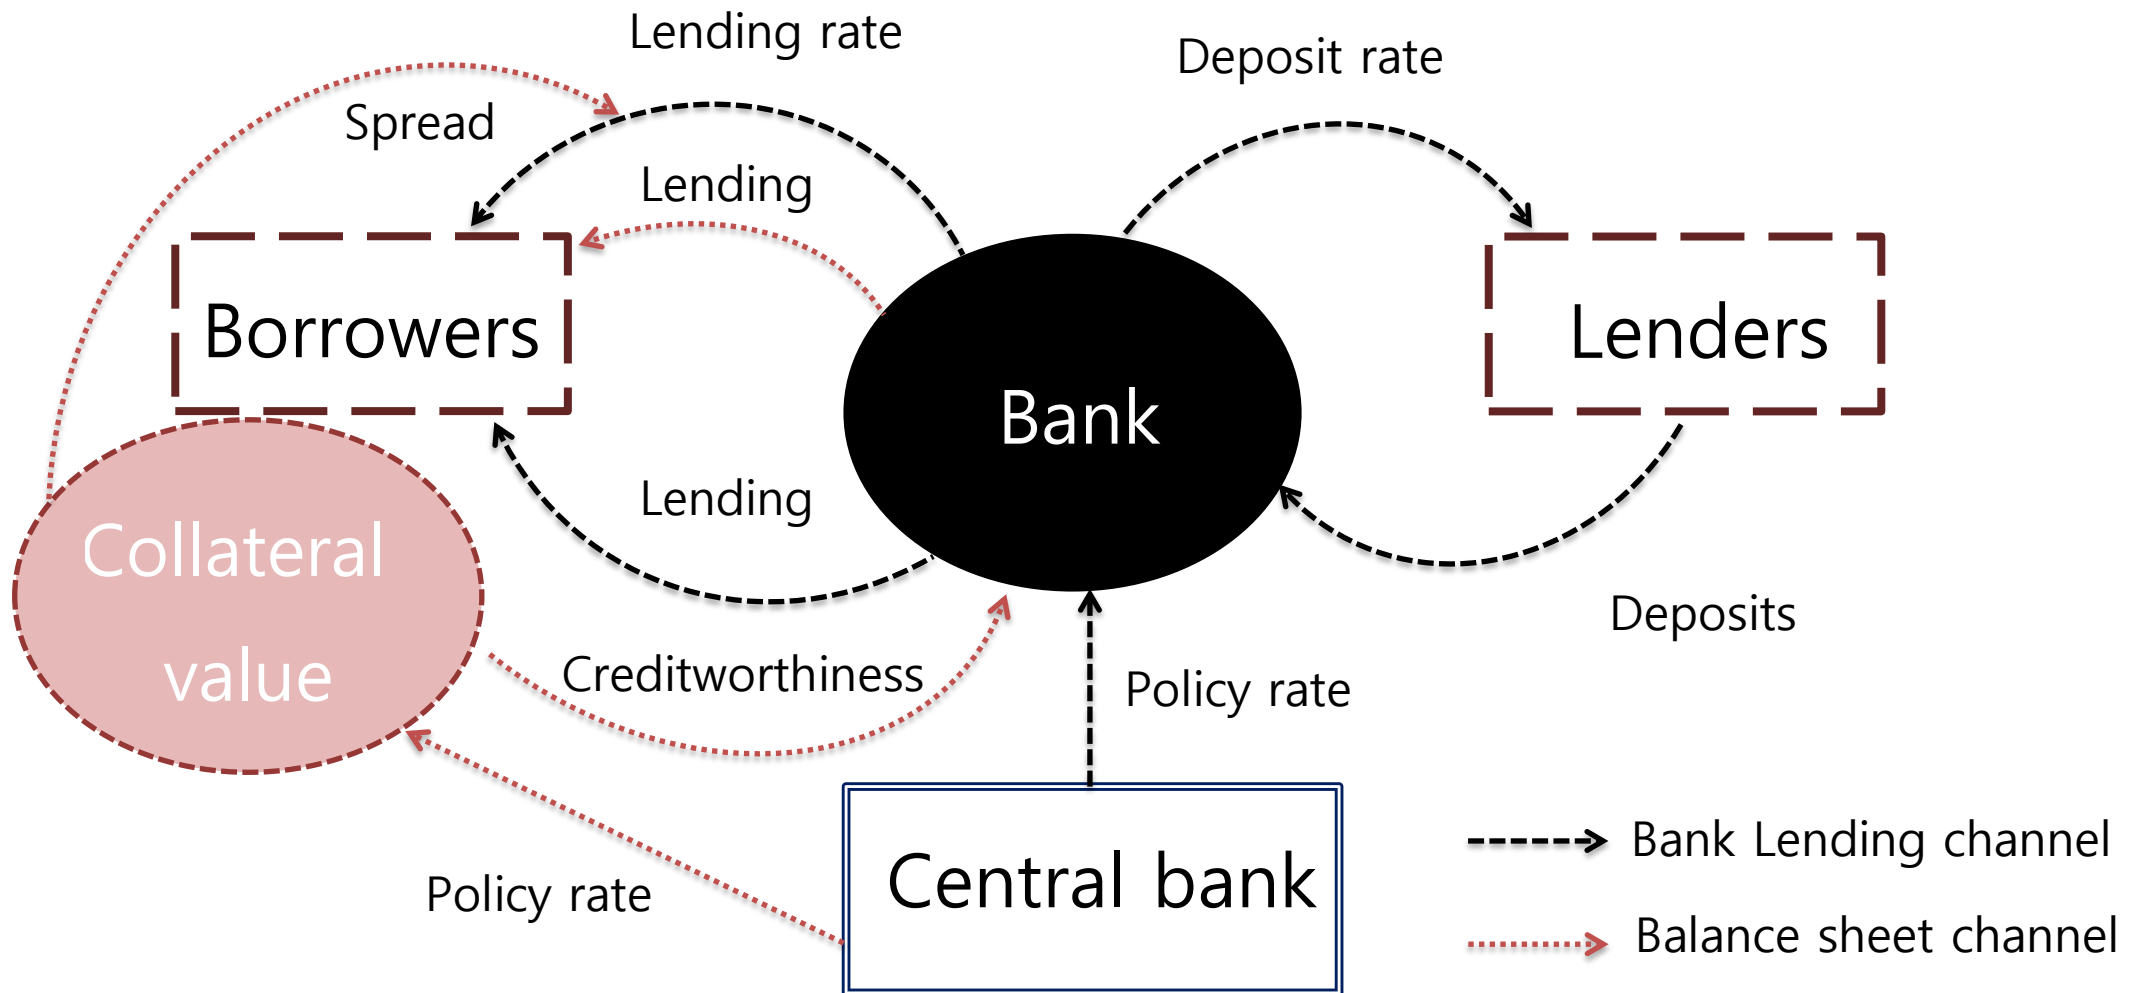 Lending rate
Deposit rate
Spread
Lending
Borrowers
Lenders
Bank
Lending
Collateral
value
Creditworthiness
Deposits
Policy rate
Policy rate
Central bank
Bank Lending channel
Balance sheet channel